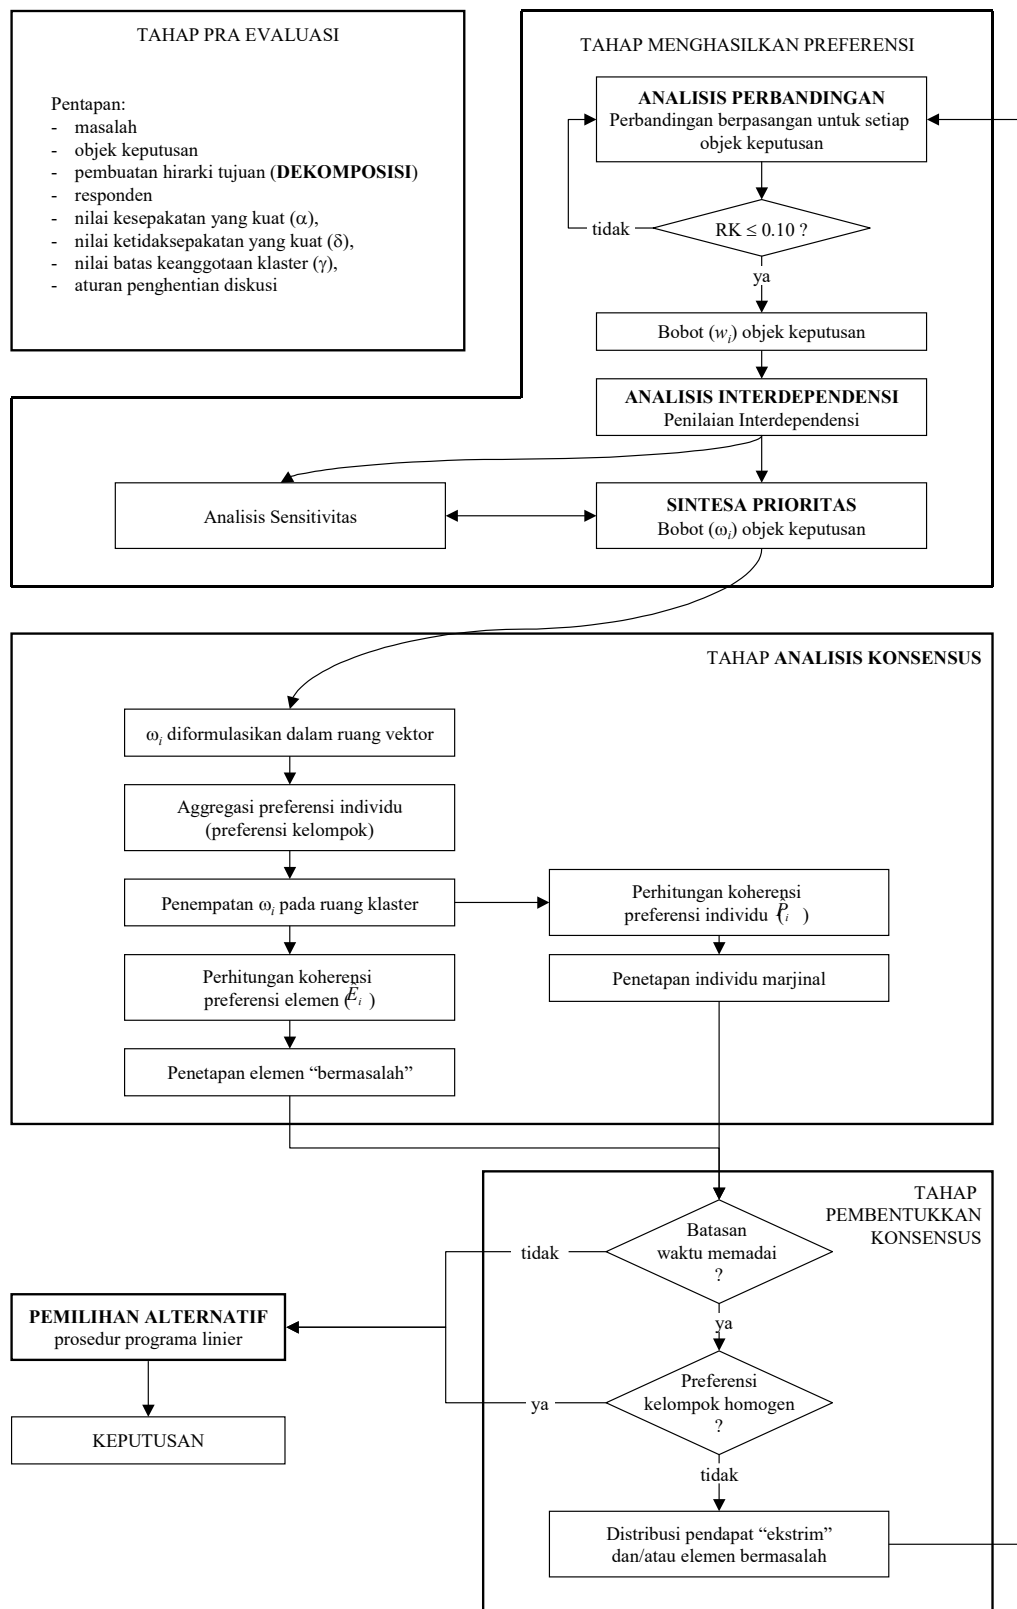 TAHAP PRA EVALUASI
Pentapan:
- masalah
- objek keputusan
- pembuatan hirarki tujuan (DEKOMPOSISI)
- responden
- nilai kesepakatan yang kuat (α),
- nilai ketidaksepakatan yang kuat (δ),
- nilai batas keanggotaan klaster (γ),
- aturan penghentian diskusi
TAHAP MENGHASILKAN PREFERENSI
ANALISIS PERBANDINGAN
Perbandingan berpasangan untuk setiap
objek keputusan
tidak
RK ≤ 0.10 ?
ya
Bobot (wi) objek keputusan
ANALISIS INTERDEPENDENSI
Penilaian Interdependensi
Analisis Sensitivitas
SINTESA PRIORITAS
Bobot (ωi) objek keputusan
TAHAP ANALISIS KONSENSUS
ωi diformulasikan dalam ruang vektor
Aggregasi preferensi individu
(preferensi kelompok)
Penempatan ωi pada ruang klaster
Perhitungan koherensi
preferensi individu (P̂i )
Perhitungan koherensi
preferensi elemen (Êi )
Penetapan individu marjinal
Penetapan elemen “bermasalah”
TAHAP
PEMBENTUKKAN
KONSENSUS
Batasan
waktu memadai
?
tidak
ya
PEMILIHAN ALTERNATIF
prosedur programa linier
Preferensi
kelompok homogen
?
ya
tidak
KEPUTUSAN
Distribusi pendapat “ekstrim”
dan/atau elemen bermasalah